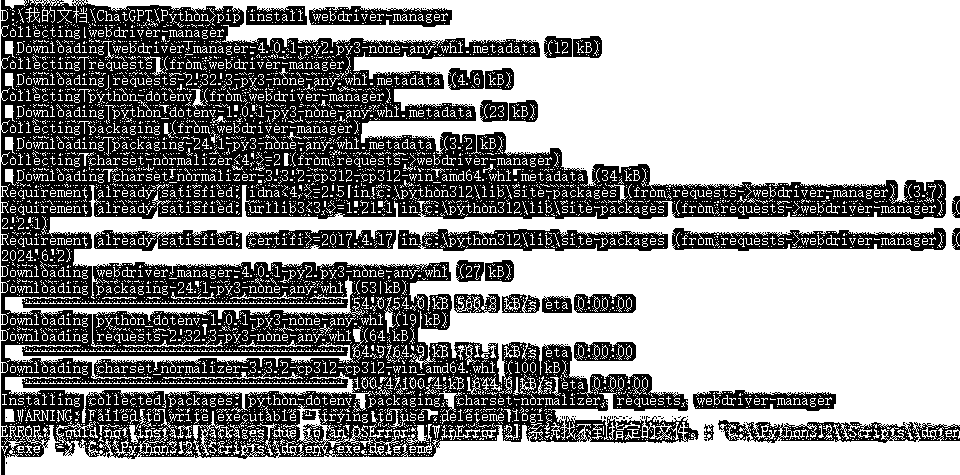 D:\我的文档\ChatGPT\Python>pip install webdriver-manager
Collecting webdriver-manager
Downloading webdriver_manager-4.0.1-py2.py3-none-any.whl.metadata (12 kB)
Collecting requests (from webdriver-manager)
Downloading requests-2.32.3-py3-none-any.whl.metadata (4.6 kB)
Collecting python-dotenv (from webdriver-manager)
Downloading python_dotenv-1.0.1-py3-none-any.whl.metadata (23 kB)
Collecting packaging (from webdriver-manager)
Downloading packaging-24.1-py3-none-any.whl.metadata (3.2 kB)
Collecting charset-normalizer<4,>=2 (from requests->webdriver-manager)
Downloading charset_normalizer-3.3.2-cp312-cp312-win_amd64.whl.metadata (34 kB)
Requirement already satisfied: idna<4,>=2.5 in c:\python312\lib\site-packages (from requests->webdriver-manager) (3.7)
Requirement already satisfied: urllib3<3,>=1.21.1 in c:\python312\lib\site-packages (from requests->webdriver-manager) (
2.2.1)
Requirement already satisfied: certifi>=2017.4.17 in c:\python312\lib\site-packages (from requests->webdriver-manager) (
2024.6.2)
Downloading webdriver_manager-4.0.1-py2.py3-none-any.whl (27 kB)
Downloading packaging-24.1-py3-none-any.whl (53 kB)
54.0/54.0 kB kB/s eta 0:00:00
Downloading python_dotenv-1.0.1-py3-none-any.whl (19 kB)
Downloading requests-2.32.3-py3-none-any.whl (64 kB)
64.9/64.9 kB kB/s eta 0:00:00
Downloading charset_normalizer-3.3.2-cp312-cp312-win_amd64.whl (100 kB)
100.4/100.4 kB kB/s eta 0:00:00
Installing collected packages: python-dotenv, packaging, charset-normalizer, requests, webdriver-manager
WARNING: Failed to write executable - trying to use .deleteme logic
ERROR: Could not install packages due to an OSError: [WinError 2] 系统找不到指定的文件。: 'C:\\Python312\\Scripts\\doten
v.exe' -> 'C:\\Python312\\Scripts\\dotenv.exe.deleteme'